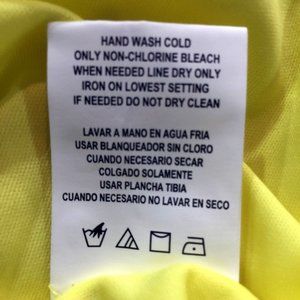 HAND WASH COLD
ONLY NON-CHLORINE BLEACH
WHEN NEEDED LINE DRY ONLY
IRON ON LOWEST SETTING
IF NEEDED DO NOT DRY CLEAN
LAVAR A MANO EN AGUA FRIA
USAR BLANQUEADOR SIN CLORO
CUANDO NECESARIO SECAR
COLGADO SOLAMENTE
USAR PLANCHA TIBIA
CUANDO NECESARIO NO LAVAR EN SECO